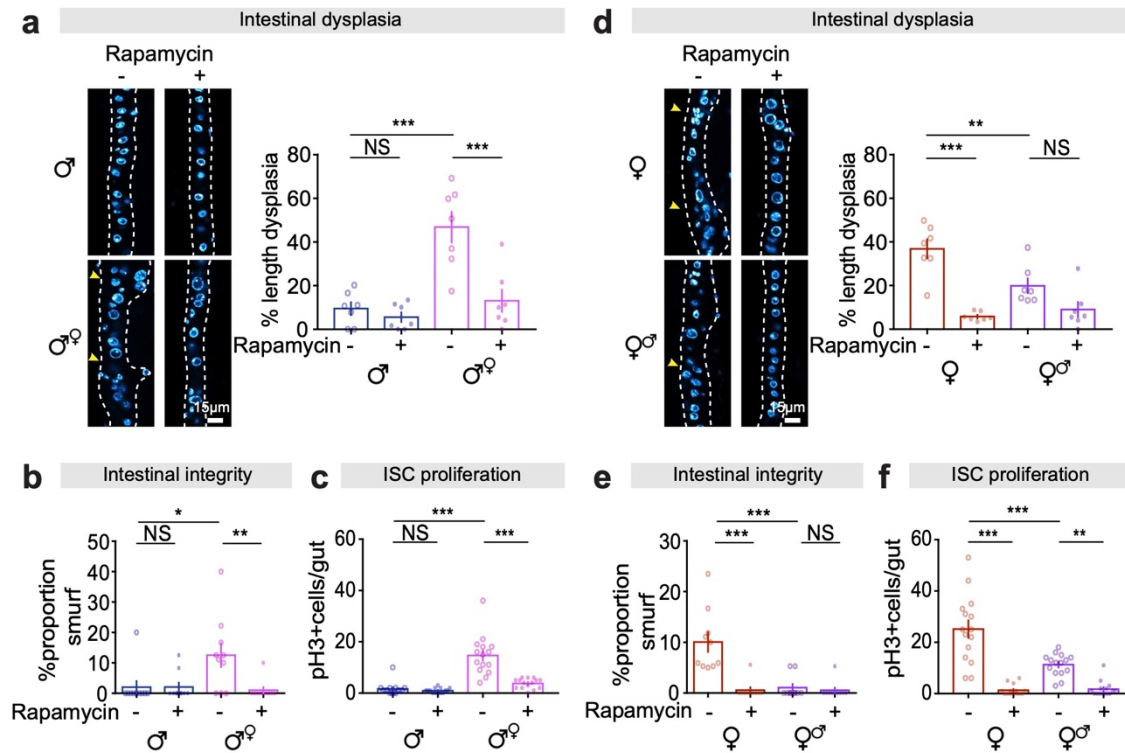 a
Intestinal dysplasia
Rapamycin
- +
♂
♂♀
15µm
% length dysplasia
80
60
40
20
0
***
NS ***
Rapamycin - + - +
♂ ♂♀
d
Intestinal dysplasia
Rapamycin
- +
♀
♀♂
15µm
% length dysplasia
80
60
40
20
0
**
*** NS
Rapamycin - + - +
♀ ♀♂
b
Intestinal integrity
%proportion
smurf
50
40
30
20
10
0
*
NS **
Rapamycin - + - +
♂ ♂♀
c
ISC proliferation
pH3+cells/gut
60
40
20
0
***
NS ***
- + - +
♂ ♂♀
e
Intestinal integrity
%proportion
smurf
40
30
20
10
0
***
*** NS
Rapamycin - + - +
♀ ♀♂
f
ISC proliferation
pH3+cells/gut
60
40
20
0
***
*** **
- + - +
♀ ♀♂